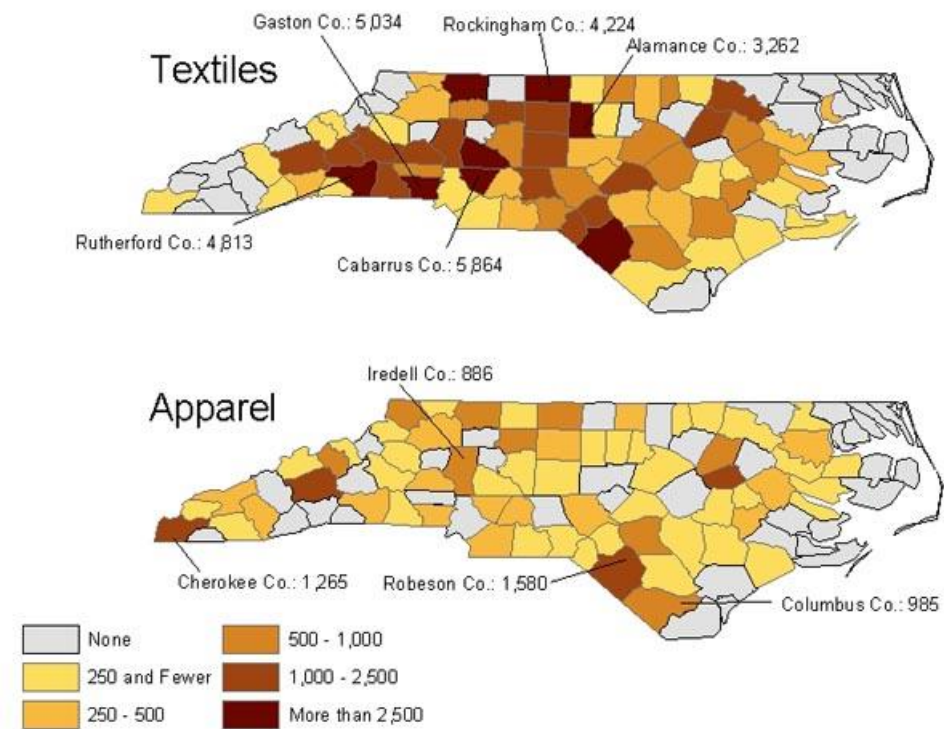 Gaston Co.: 5,034
Rockingham Co.: 4,224
Alamance Co.: 3,262
Textiles
Rutherford Co.: 4,813
Cabarrus Co.: 5,864
Iredell Co.: 886
Apparel
Cherokee Co.: 1,265
Robeson Co.: 1,580
Columbus Co.: 985
None
500 - 1,000
250 and Fewer
1,000 - 2,500
250 - 500
More than 2,500